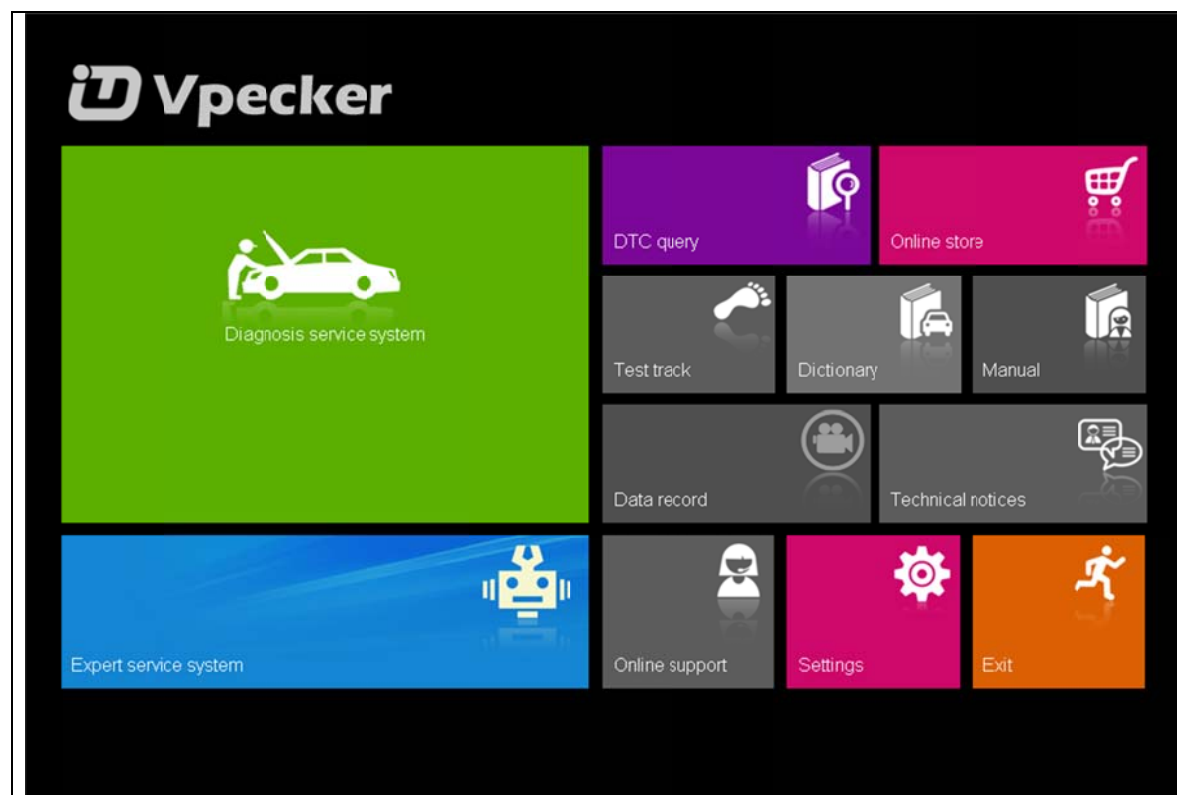 Vpecker
DTC query
Online store
Diagnosis service system
Test track
Dictionary
Manual
Data record
Technical notices
Expert service system
Online support
Settings
Exit